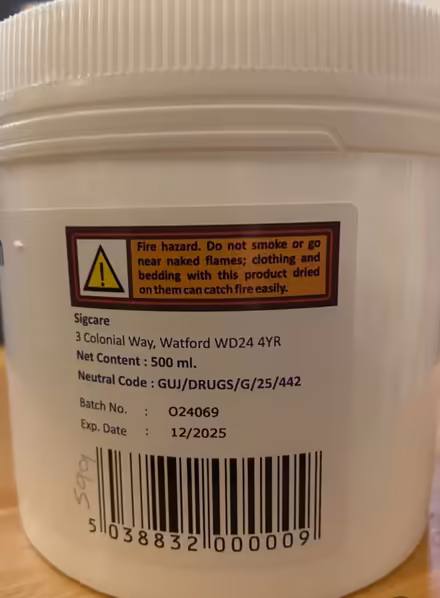 Fire hazard. Do not smoke or go
near naked flames; clothing and
bedding with this product dried
on them can catch fire easily.
Sigcare
3 Colonial Way, Watford WD24 4YR
Net Content : 500 ml.
Neutral Code : GUJ/DRUGS/G/25/442
Batch No. : O24069
Exp. Date : 12/2025
5 038832 000009